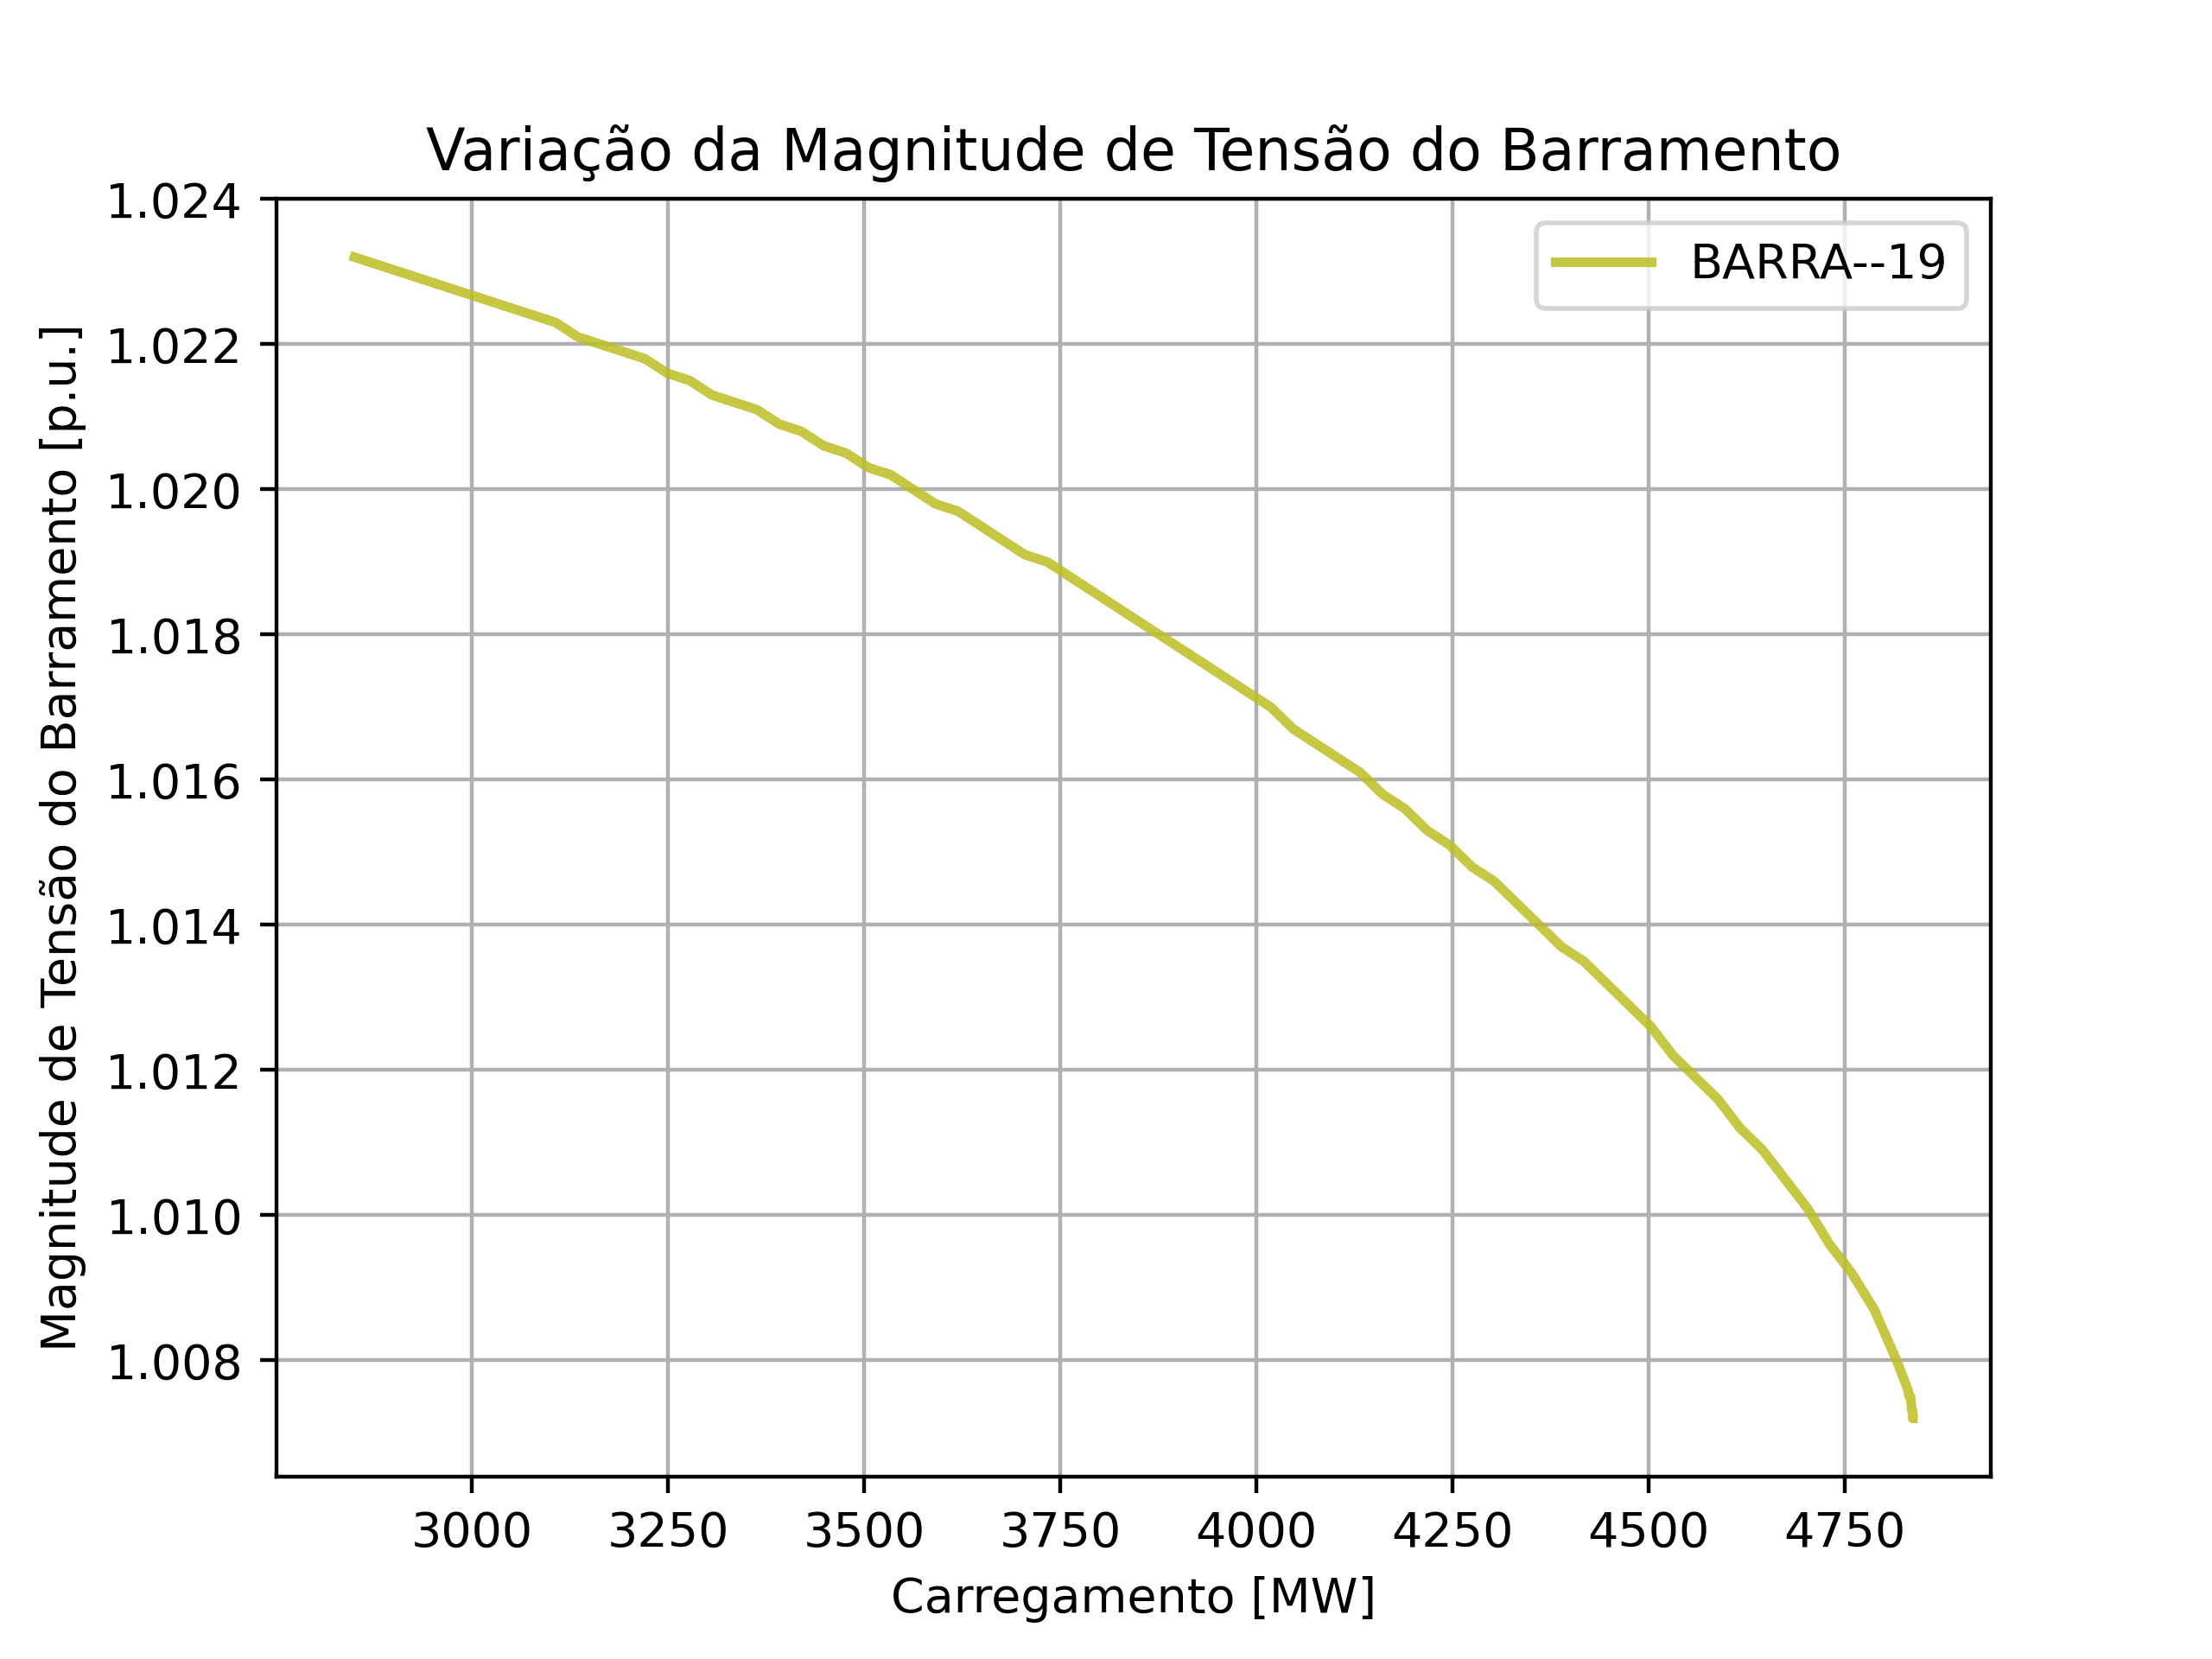 Variação da Magnitude de Tensão do Barramento
BARRA--19
Magnitude de Tensão do Barramento [p.u.]
1.024
1.022
1.020
1.018
1.016
1.014
1.012
1.010
1.008
3000 3250 3500 3750 4000 4250 4500 4750
Carregamento [MW]